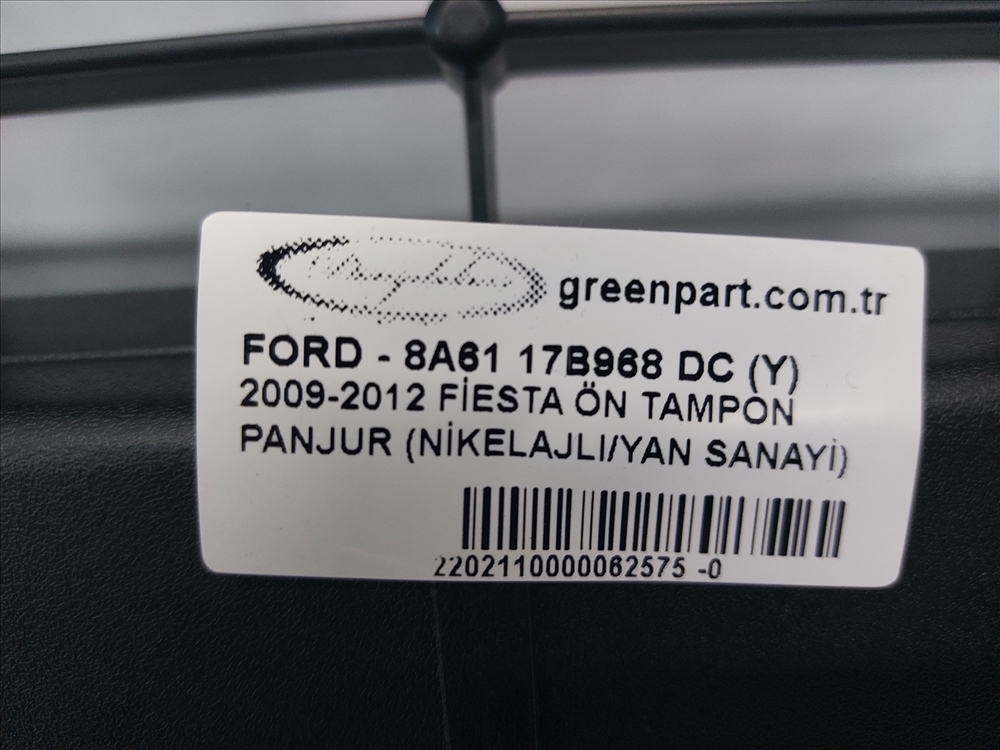 greenpart.com.tr
FORD - 8A61 17B968 DC (Y)
2009-2012 FİESTA ÖN TAMPON
PANJUR (NİKELAJLI/YAN SANAYİ)
2202110000062575 -0